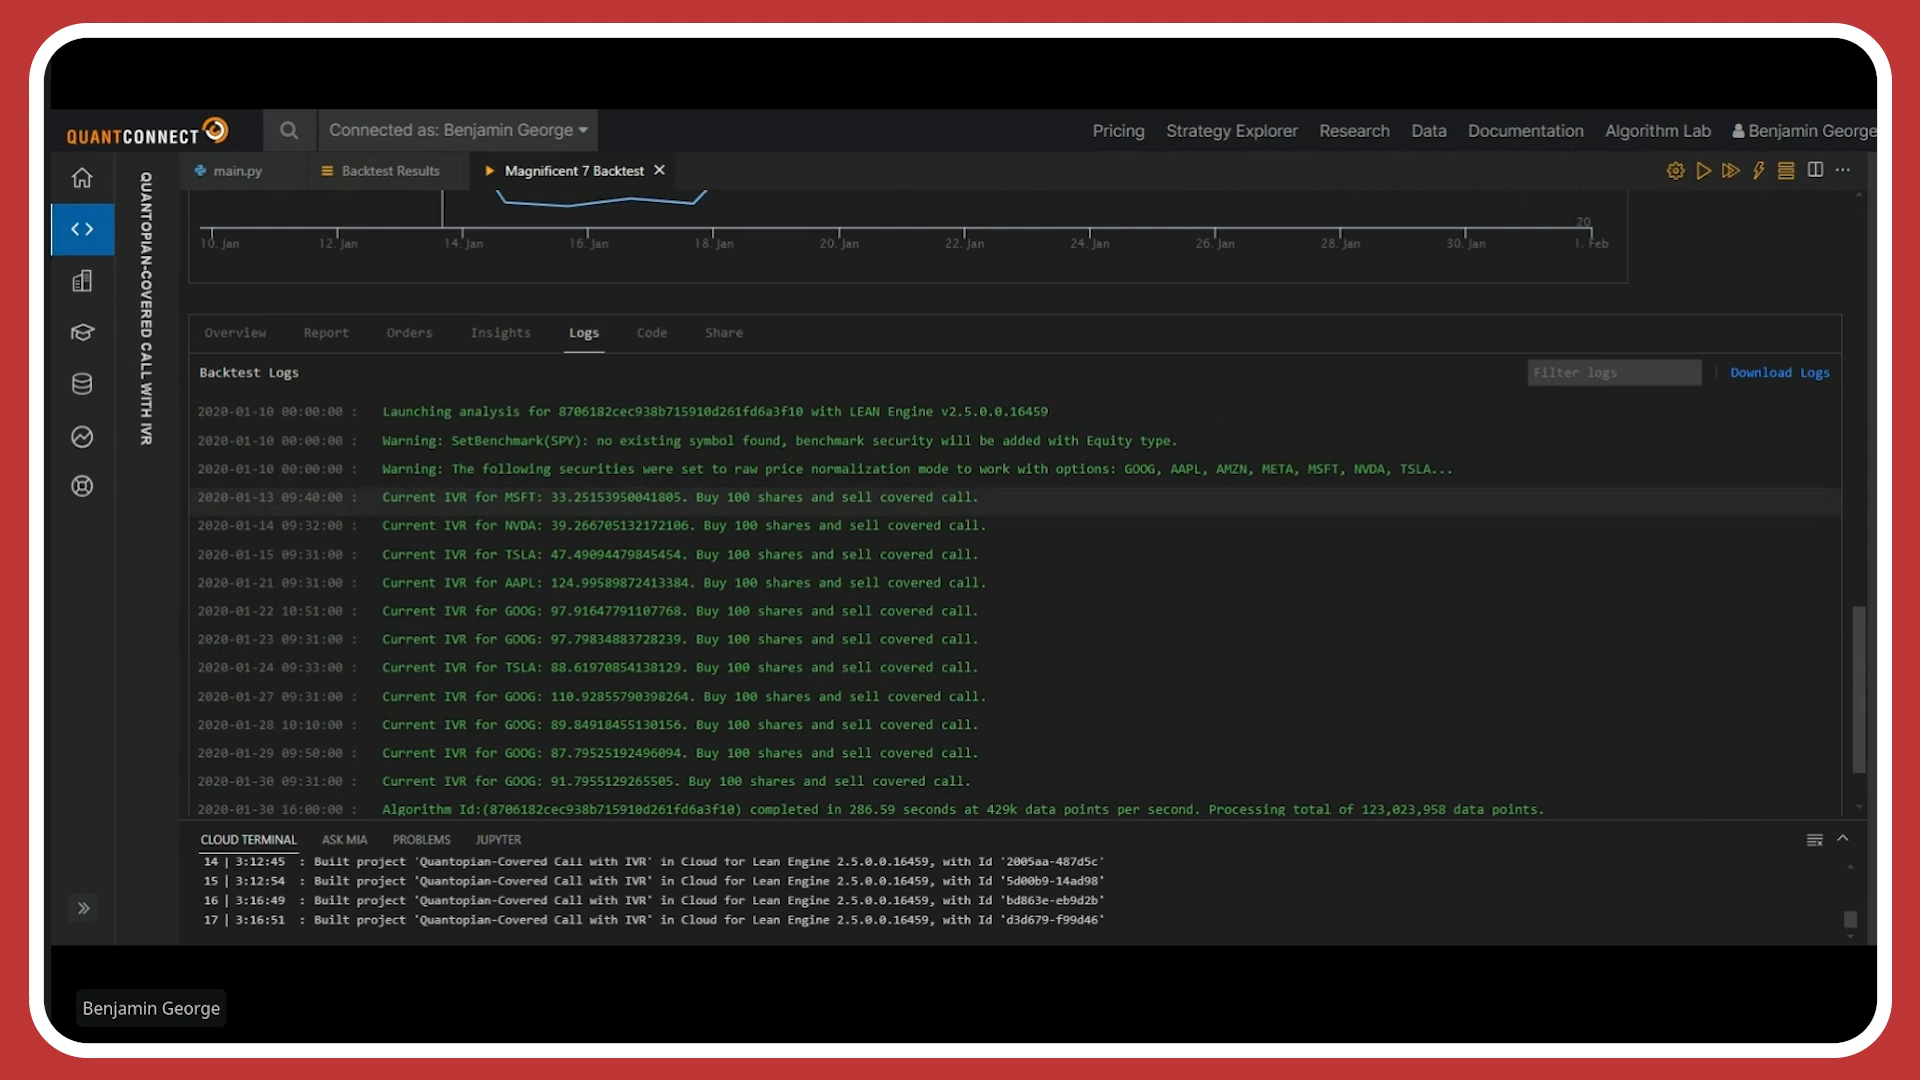 QUANTCONNECT
Connected as: Benjamin George
Pricing
Strategy Explorer
Research
Data
Documentation
Algorithm Lab
Benjamin George
QUANTOPIAN-COVERED CALL WITH IVR
main.py
Backtest Results
Magnificent 7 Backtest
20
10. Jan 12. Jan 14. Jan 16. Jan 18. Jan 20. Jan 22. Jan 24. Jan 26. Jan 28. Jan 30. Jan 1. Feb
Overview Report Orders Insights Logs Code Share
Backtest Logs
Filter logs
Download Logs
2020-01-10 00:00:00 : Launching analysis for 8706182cec938b715910d261fd6a3f10 with LEAN Engine v2.5.0.0.16459
2020-01-10 00:00:00 : Warning: SetBenchmark(SPY): no existing symbol found, benchmark security will be added with Equity type.
2020-01-10 00:00:00 : Warning: The following securities were set to raw price normalization mode to work with options: GOOG, AAPL, AMZN, META, MSFT, NVDA, TSLA...
2020-01-13 09:40:00 : Current IVR for MSFT: 33.25153950041805. Buy 100 shares and sell covered call.
2020-01-14 09:32:00 : Current IVR for NVDA: 39.266705132172106. Buy 100 shares and sell covered call.
2020-01-15 09:31:00 : Current IVR for TSLA: 47.49094479845454. Buy 100 shares and sell covered call.
2020-01-21 09:31:00 : Current IVR for AAPL: 124.99589872413384. Buy 100 shares and sell covered call.
2020-01-22 10:51:00 : Current IVR for GOOG: 97.91647791107768. Buy 100 shares and sell covered call.
2020-01-23 09:31:00 : Current IVR for GOOG: 97.79834883728239. Buy 100 shares and sell covered call.
2020-01-24 09:33:00 : Current IVR for TSLA: 88.61970854138129. Buy 100 shares and sell covered call.
2020-01-27 09:31:00 : Current IVR for GOOG: 110.92855790398264. Buy 100 shares and sell covered call.
2020-01-28 10:10:00 : Current IVR for GOOG: 89.84918455130156. Buy 100 shares and sell covered call.
2020-01-29 09:50:00 : Current IVR for GOOG: 87.79525192496094. Buy 100 shares and sell covered call.
2020-01-30 09:31:00 : Current IVR for GOOG: 91.7955129265505. Buy 100 shares and sell covered call.
2020-01-30 16:00:00 : Algorithm Id:(8706182cec938b715910d261fd6a3f10) completed in 286.59 seconds at 429k data points per second. Processing total of 123,023,958 data points.
CLOUD TERMINAL ASK MIA PROBLEMS JUPYTER
14 | 3:12:45 : Built project 'Quantopian-Covered Call with IVR' in Cloud for Lean Engine 2.5.0.0.16459, with Id '2005aa-487d5c'
15 | 3:12:54 : Built project 'Quantopian-Covered Call with IVR' in Cloud for Lean Engine 2.5.0.0.16459, with Id '5d00b9-14ad98'
16 | 3:16:49 : Built project 'Quantopian-Covered Call with IVR' in Cloud for Lean Engine 2.5.0.0.16459, with Id 'bd863e-eb9d2b'
17 | 3:16:51 : Built project 'Quantopian-Covered Call with IVR' in Cloud for Lean Engine 2.5.0.0.16459, with Id 'd3d679-f99d46'
Benjamin George